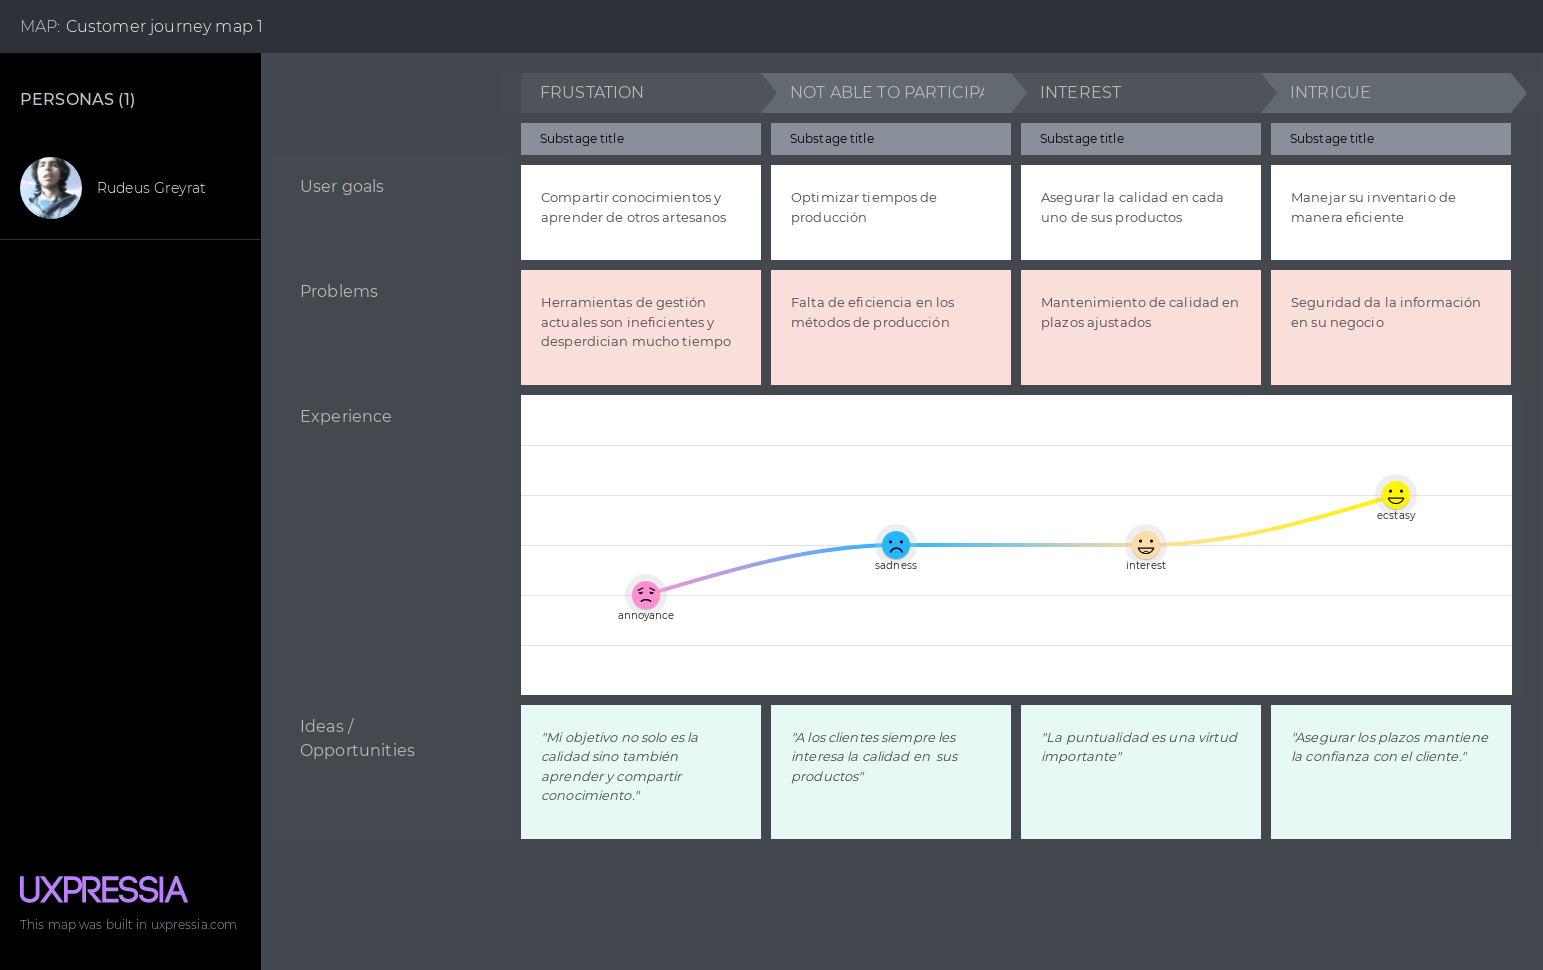 MAP: Customer journey map 1
PERSONAS (1)
Rudeus Greyrat
FRUSTATION
NOT ABLE TO PARTICIPA
INTEREST
INTRIGUE
Substage title
Substage title
Substage title
Substage title
User goals
Compartir conocimientos y
aprender de otros artesanos
Optimizar tiempos de
producción
Asegurar la calidad en cada
uno de sus productos
Manejar su inventario de
manera eficiente
Problems
Herramientas de gestión
actuales son ineficientes y
desperdician mucho tiempo
Falta de eficiencia en los
métodos de producción
Mantenimiento de calidad en
plazos ajustados
Seguridad da la información
en su negocio
Experience
annoyance
sadness
interest
ecstasy
Ideas /
Opportunities
"Mi objetivo no solo es la
calidad sino también
aprender y compartir
conocimiento."
"A los clientes siempre les
interesa la calidad en sus
productos"
"La puntualidad es una virtud
importante"
"Asegurar los plazos mantiene
la confianza con el cliente."
UXPRESSIA
This map was built in uxpressia.com